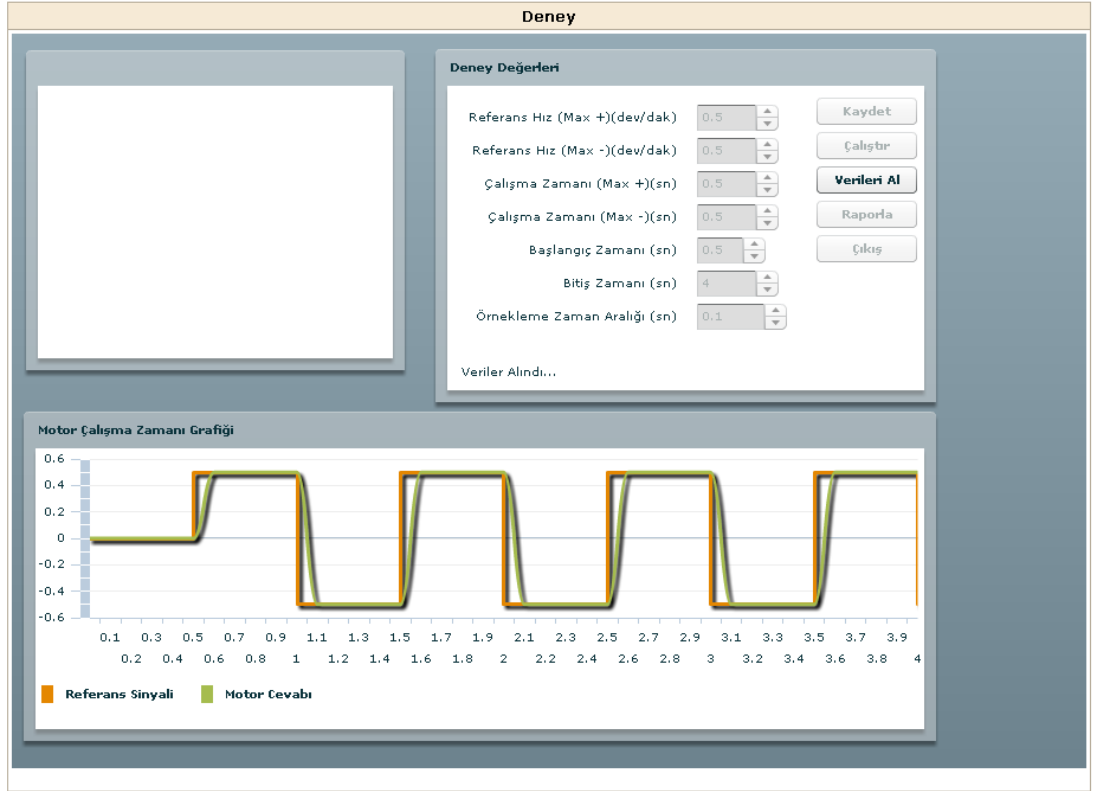 Deney
Deney Değerleri
Referans Hız (Max +)(dev/dak) 0.5 Kaydet
Referans Hız (Max -)(dev/dak) 0.5 Çalıştır
Çalışma Zamanı (Max +)(sn) 0.5 Verileri Al
Çalışma Zamanı (Max -)(sn) 0.5 Raporla
Başlangıç Zamanı (sn) 0.5 Çıkış
Bitiş Zamanı (sn) 4
Örnekleme Zaman Aralığı (sn) 0.1
Veriler Alındı...
Motor Çalışma Zamanı Grafiği
0.6
0.4
0.2
0
-0.2
-0.4
-0.6
0.1 0.3 0.5 0.7 0.9 1.1 1.3 1.5 1.7 1.9 2.1 2.3 2.5 2.7 2.9 3.1 3.3 3.5 3.7 3.9
0.2 0.4 0.6 0.8 1 1.2 1.4 1.6 1.8 2 2.2 2.4 2.6 2.8 3 3.2 3.4 3.6 3.8 4
Referans Sinyali Motor Cevabı